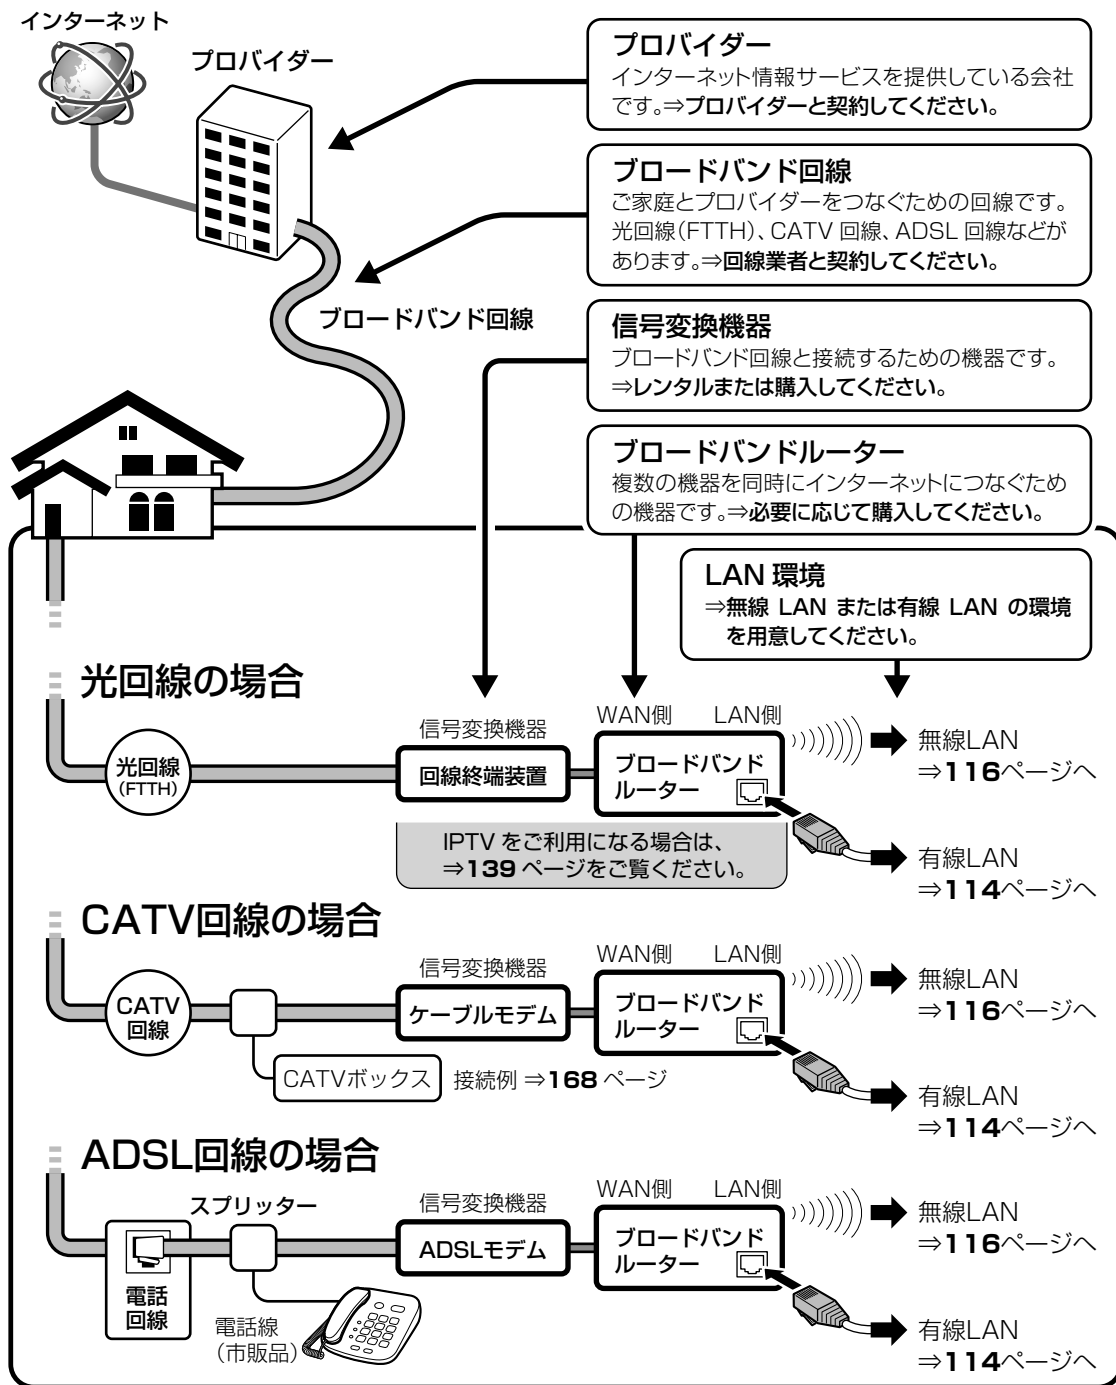 インターネット
プロバイダー
プロバイダー
インターネット情報サービスを提供している会社
です。⇒プロバイダーと契約してください。
ブロードバンド回線
ご家庭とプロバイダーをつなぐための回線です。
光回線(FTTH)、CATV 回線、ADSL 回線などが
あります。⇒回線業者と契約してください。
ブロードバンド回線
信号変換機器
ブロードバンド回線と接続するための機器です。
⇒レンタルまたは購入してください。
ブロードバンドルーター
複数の機器を同時にインターネットにつなぐため
の機器です。⇒必要に応じて購入してください。
LAN 環境
⇒無線 LAN または有線 LAN の環境
を用意してください。
光回線の場合
光回線
(FTTH)
信号変換機器
回線終端装置
WAN側 LAN側
ブロードバンド
ルーター
無線LAN
⇒116ページへ
IPTV をご利用になる場合は、
⇒139 ページをご覧ください。
有線LAN
⇒114ページへ
CATV回線の場合
CATV
回線
信号変換機器
ケーブルモデム
WAN側 LAN側
ブロードバンド
ルーター
無線LAN
⇒116ページへ
CATVボックス 接続例 ⇒168 ページ
有線LAN
⇒114ページへ
ADSL回線の場合
スプリッター
電話
回線
信号変換機器
ADSLモデム
WAN側 LAN側
ブロードバンド
ルーター
無線LAN
⇒116ページへ
電話線
(市販品)
有線LAN
⇒114ページへ